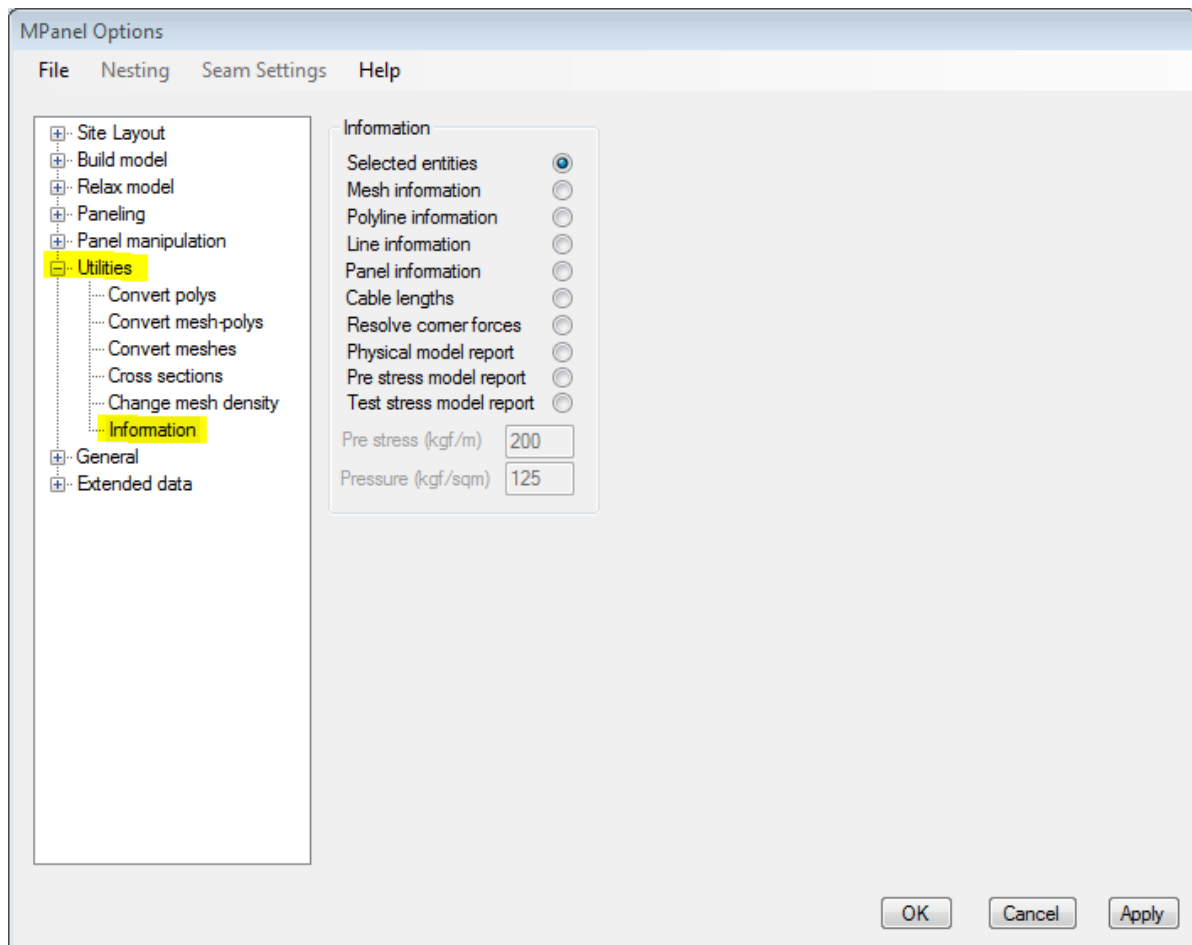 MPanel Options
File Nesting Seam Settings Help
Site Layout
Build model
Relax model
Paneling
Panel manipulation
Utilities
Convert polys
Convert mesh-polys
Convert meshes
Cross sections
Change mesh density
Information
General
Extended data
Information
Selected entities
Mesh information
Polyline information
Line information
Panel information
Cable lengths
Resolve corner forces
Physical model report
Pre stress model report
Test stress model report
Pre stress (kgf/m) 200
Pressure (kgf/sqm) 125
OK Cancel Apply